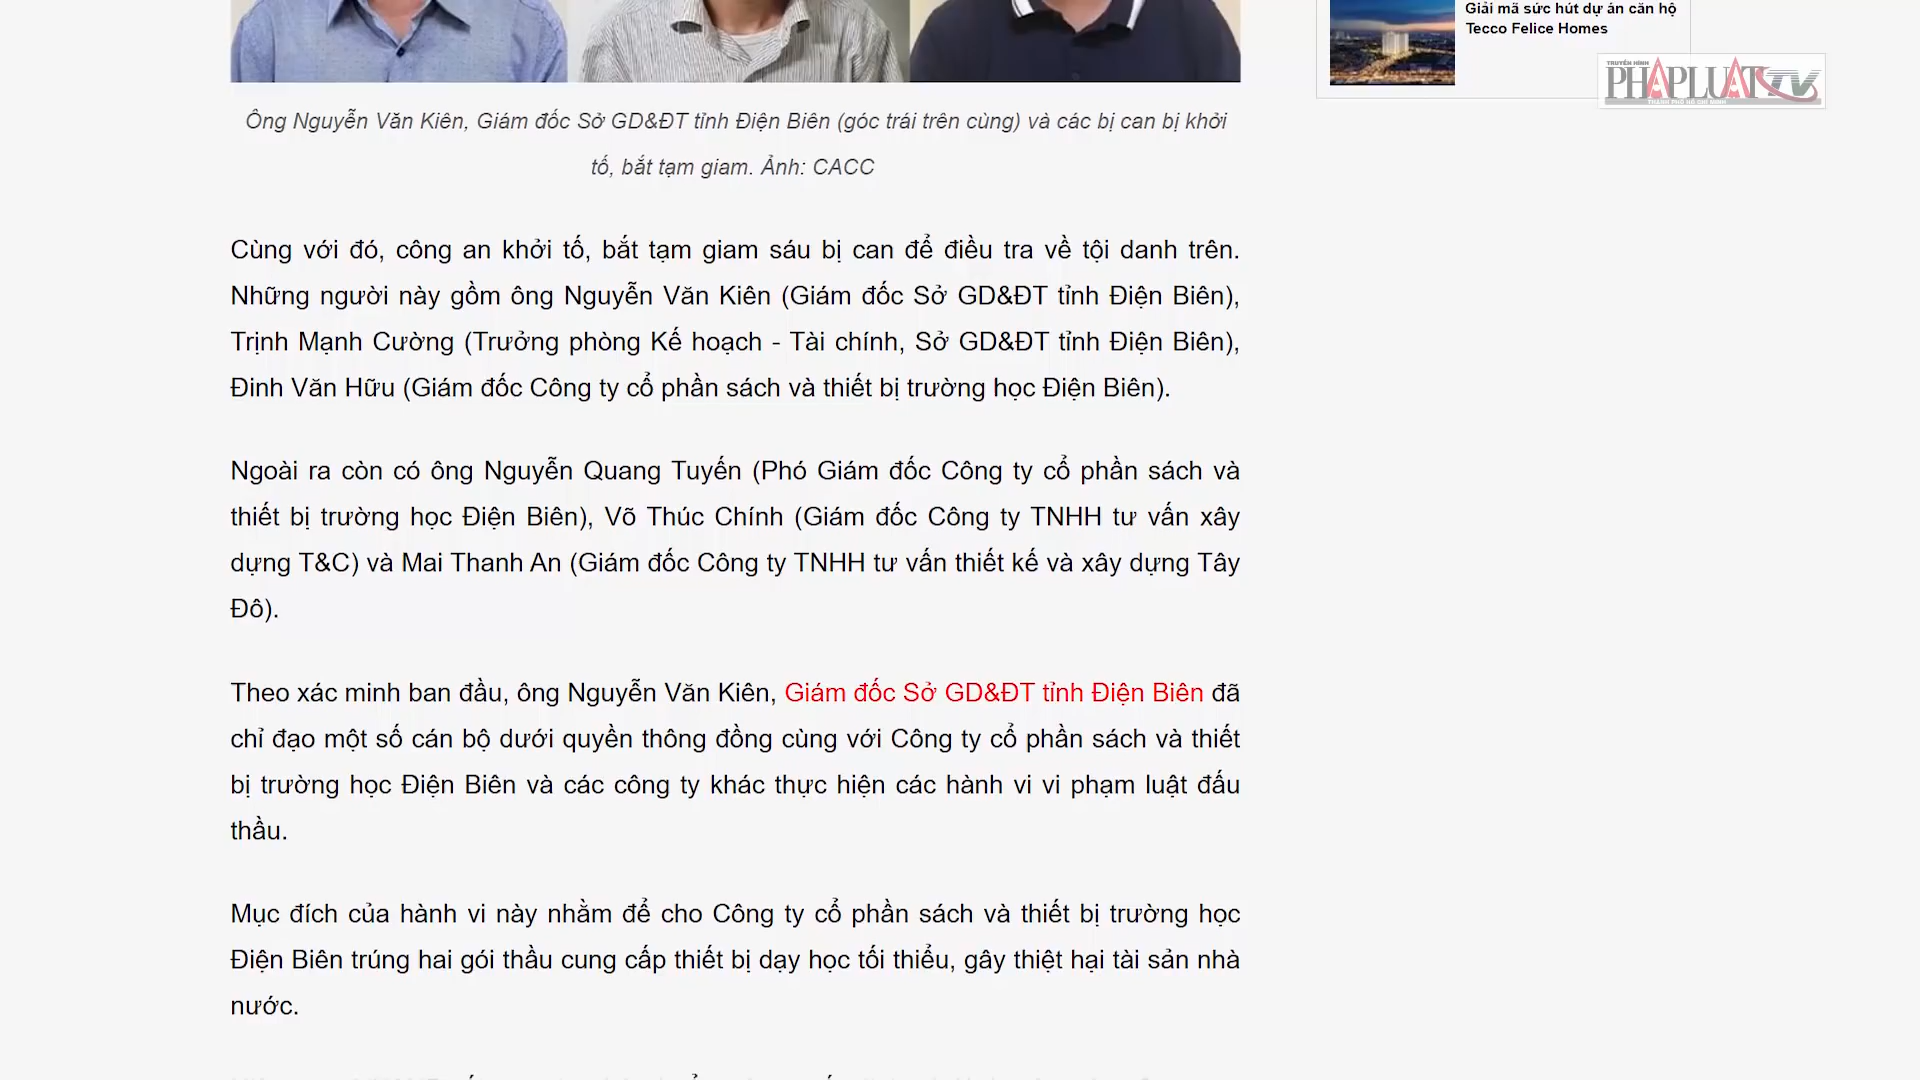 Giải mã sức hút dự án căn hộ
Tecco Felice Homes
TRUYỀN HÌNH
PHÁPLUẬTTV
THÀNH PHỐ HỒ CHÍ MINH
Ông Nguyễn Văn Kiên, Giám đốc Sở GD&ĐT tỉnh Điện Biên (góc trái trên cùng) và các bị can bị khởi
tố, bắt tạm giam. Ảnh: CACC
Cùng với đó, công an khởi tố, bắt tạm giam sáu bị can để điều tra về tội danh trên.
Những người này gồm ông Nguyễn Văn Kiên (Giám đốc Sở GD&ĐT tỉnh Điện Biên),
Trịnh Mạnh Cường (Trưởng phòng Kế hoạch - Tài chính, Sở GD&ĐT tỉnh Điện Biên),
Đinh Văn Hữu (Giám đốc Công ty cổ phần sách và thiết bị trường học Điện Biên).
Ngoài ra còn có ông Nguyễn Quang Tuyến (Phó Giám đốc Công ty cổ phần sách và
thiết bị trường học Điện Biên), Võ Thúc Chính (Giám đốc Công ty TNHH tư vấn xây
dựng T&C) và Mai Thanh An (Giám đốc Công ty TNHH tư vấn thiết kế và xây dựng Tây
Đô).
Theo xác minh ban đầu, ông Nguyễn Văn Kiên, Giám đốc Sở GD&ĐT tỉnh Điện Biên đã
chỉ đạo một số cán bộ dưới quyền thông đồng cùng với Công ty cổ phần sách và thiết
bị trường học Điện Biên và các công ty khác thực hiện các hành vi vi phạm luật đấu
thầu.
Mục đích của hành vi này nhằm để cho Công ty cổ phần sách và thiết bị trường học
Điện Biên trúng hai gói thầu cung cấp thiết bị dạy học tối thiểu, gây thiệt hại tài sản nhà
nước.